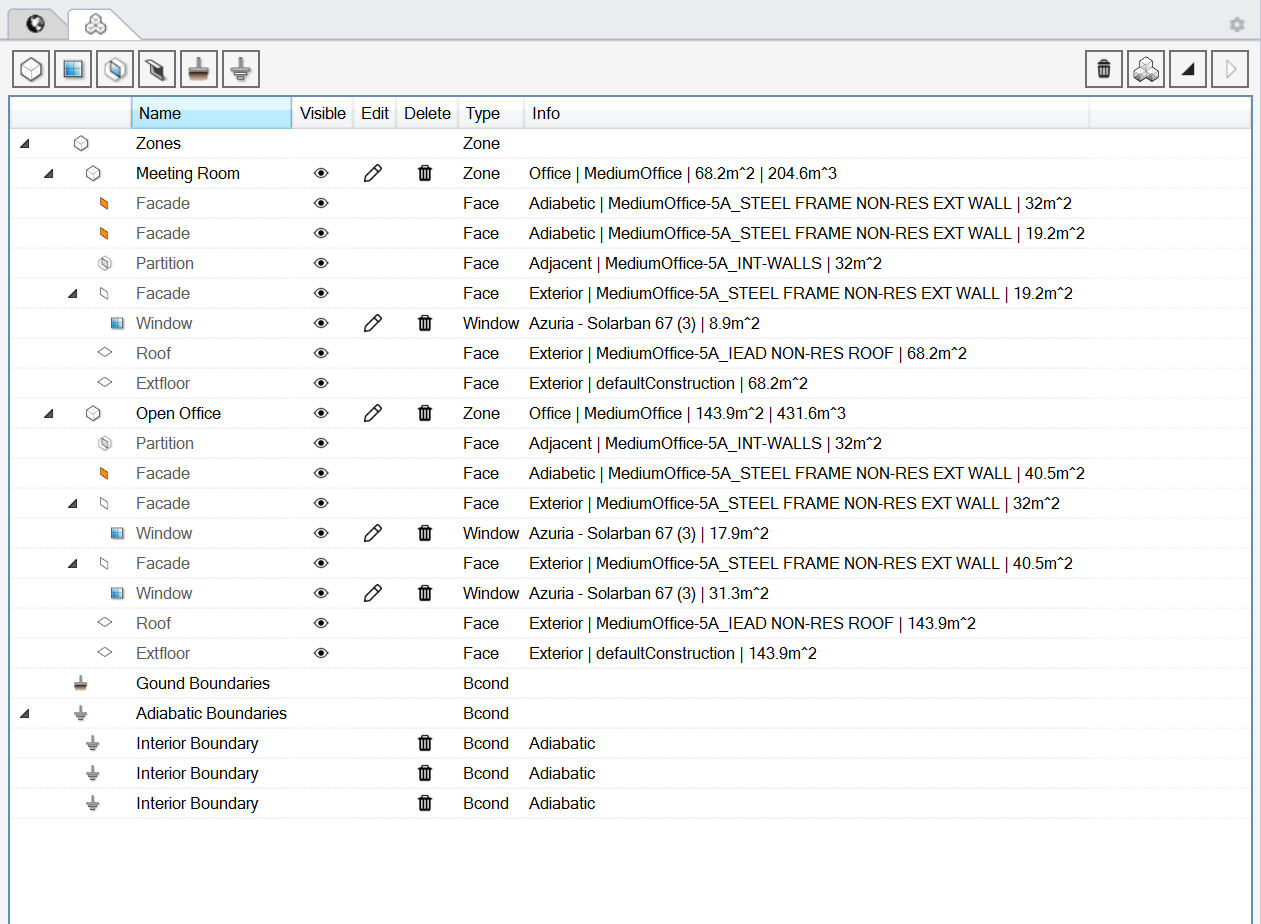 Name Visible Edit Delete Type Info
Zones Zone
Meeting Room Zone Office | MediumOffice | 68.2m^2 | 204.6m^3
Facade Face Adiabetic | MediumOffice-5A_STEEL FRAME NON-RES EXT WALL | 32m^2
Facade Face Adiabetic | MediumOffice-5A_STEEL FRAME NON-RES EXT WALL | 19.2m^2
Partition Face Adjacent | MediumOffice-5A_INT-WALLS | 32m^2
Facade Face Exterior | MediumOffice-5A_STEEL FRAME NON-RES EXT WALL | 19.2m^2
Window Window Azuria - Solarban 67 (3) | 8.9m^2
Roof Face Exterior | MediumOffice-5A_IEAD NON-RES ROOF | 68.2m^2
Extfloor Face Exterior | defaultConstruction | 68.2m^2
Open Office Zone Office | MediumOffice | 143.9m^2 | 431.6m^3
Partition Face Adjacent | MediumOffice-5A_INT-WALLS | 32m^2
Facade Face Adiabetic | MediumOffice-5A_STEEL FRAME NON-RES EXT WALL | 40.5m^2
Facade Face Exterior | MediumOffice-5A_STEEL FRAME NON-RES EXT WALL | 32m^2
Window Window Azuria - Solarban 67 (3) | 17.9m^2
Facade Face Exterior | MediumOffice-5A_STEEL FRAME NON-RES EXT WALL | 40.5m^2
Window Window Azuria - Solarban 67 (3) | 31.3m^2
Roof Face Exterior | MediumOffice-5A_IEAD NON-RES ROOF | 143.9m^2
Extfloor Face Exterior | defaultConstruction | 143.9m^2
Gound Boundaries Bcond
Adiabatic Boundaries Bcond
Interior Boundary Bcond Adiabatic
Interior Boundary Bcond Adiabatic
Interior Boundary Bcond Adiabatic